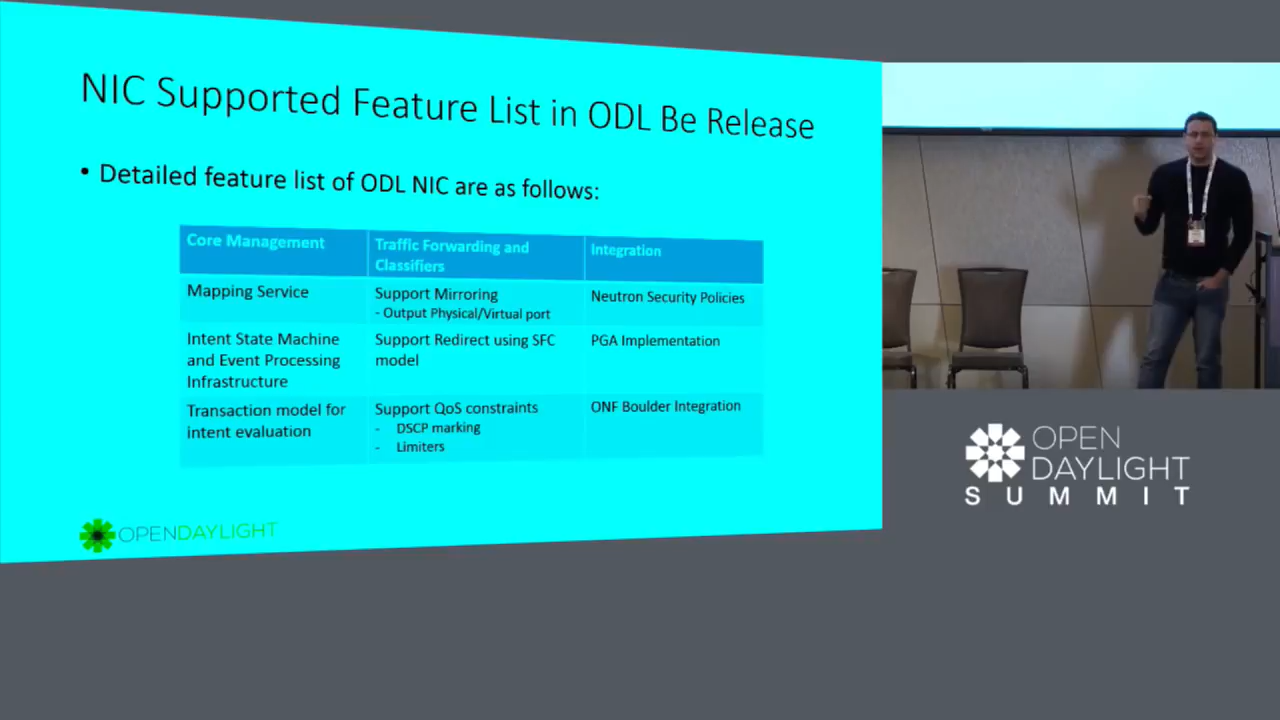 NIC Supported Feature List in ODL Be Release
• Detailed feature list of ODL NIC are as follows:
Core Management
Traffic Forwarding and
Classifiers
Integration
Mapping Service
Support Mirroring
- Output Physical/Virtual port
Neutron Security Policies
Intent State Machine
and Event Processing
Infrastructure
Support Redirect using SFC
model
PGA Implementation
Transaction model for
intent evaluation
Support QoS constraints
- DSCP marking
- Limiters
ONF Boulder Integration
OPENDAYLIGHT
OPEN
DAYLIGHT
SUMMIT